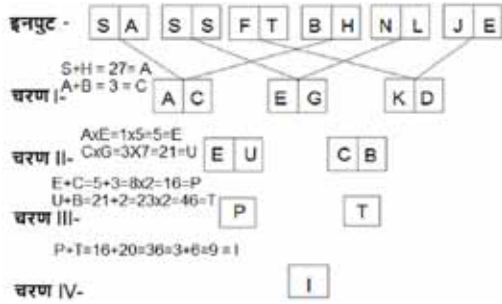 इनपुट - S A S S F T B H N L J E
S+H = 27= A
A+B = 3 = C
चरण I- A C E G K D
AxE=1x5=5=E
CxG=3X7=21=U
चरण II- E U C B
E+C=5+3=8x2=16=P
U+B=21+2=23x2=46=T
चरण III- P T
P+T=16+20=36=3+6=9 = I
चरण IV- I